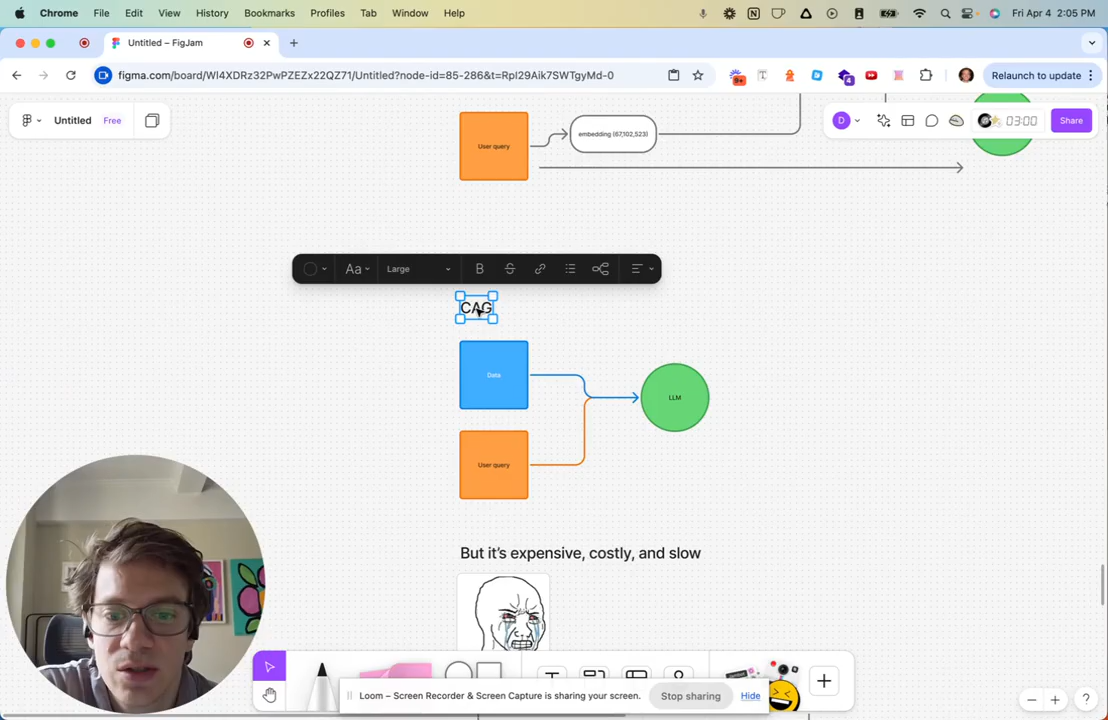 Chrome File Edit View History Bookmarks Profiles Tab Window Help Fri Apr 4 2:05 PM
Untitled – FigJam
figma.com/board/WI4XDRz32PwPZEZx22QZ71/Untitled?node-id=85-286&t=RpI29Aik7SWTgyMd-0
9+ T 4 Relaunch to update
Untitled Free
D 03:00 Share
User query
embedding (67,102,523)
Aa Large B S
CAG
Data
LLM
User query
But it's expensive, costly, and slow
T
Loom – Screen Recorder & Screen Capture is sharing your screen. Stop sharing Hide
?